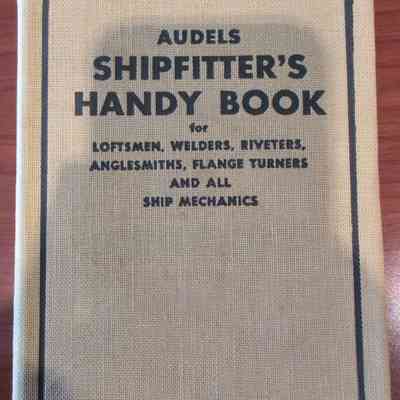 AUDELS
SHIPFITTER'S
HANDY BOOK
for
LOFTSMEN, WELDERS, RIVETERS,
ANGLESMITHS, FLANGE TURNERS
AND ALL
SHIP MECHANICS